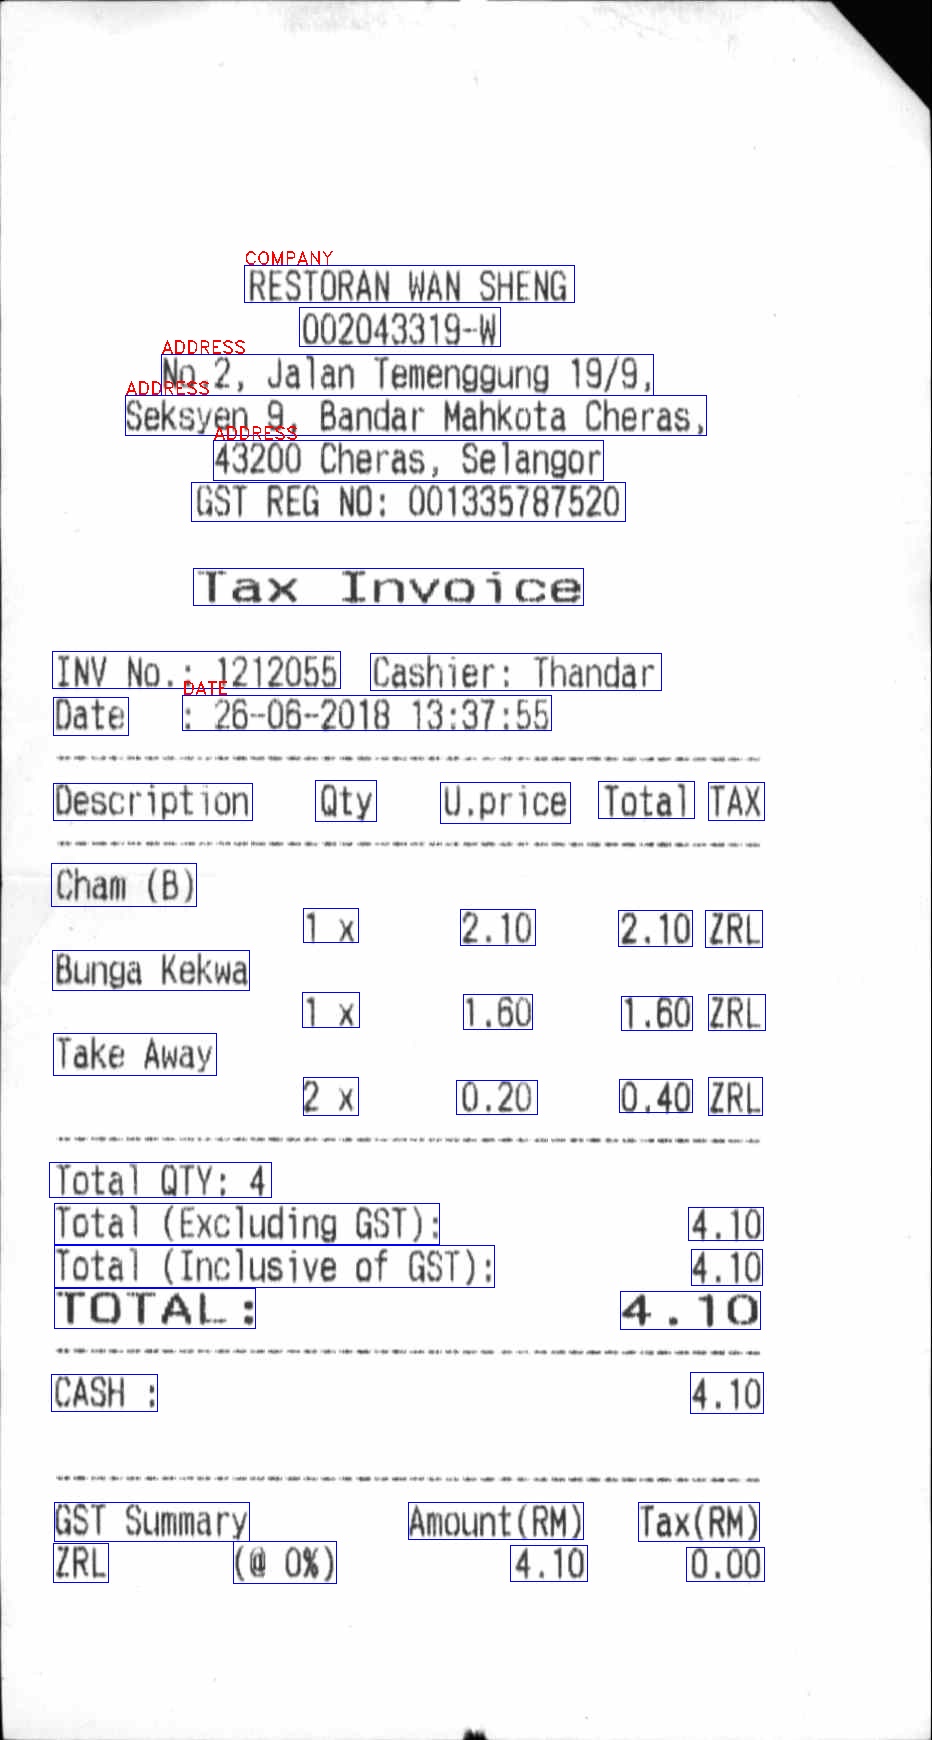 COMPANY
RESTORAN WAN SHENG
002043319-W
ADDRESS
No.2, Jalan Temenggung 19/9,
ADDRESS
Seksyen 9, Bandar Mahkota Cheras,
ADDRESS
43200 Cheras, Selangor
GST REG NO: 001335787520
Tax Invoice
INV No.: 1212055 Cashier: Thandar
DATE
Date : 26-06-2018 13:37:55
Description Qty U.price Total TAX
Cham (B)
1 x 2.10 2.10 ZRL
Bunga Kekwa
1 x 1.60 1.60 ZRL
Take Away
2 x 0.20 0.40 ZRL
Total QTY: 4
Total (Excluding GST): 4.10
Total (Inclusive of GST): 4.10
TOTAL: 4.10
CASH : 4.10
GST Summary Amount(RM) Tax(RM)
ZRL (@ 0%) 4.10 0.00